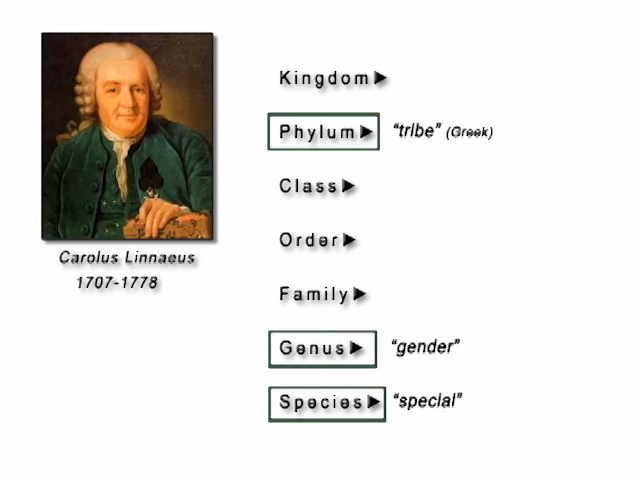 Kingdom
Phylum "tribe" (Greek)
Class
Order
Family
Genus "gender"
Species "special"
Carolus Linnaeus
1707-1778